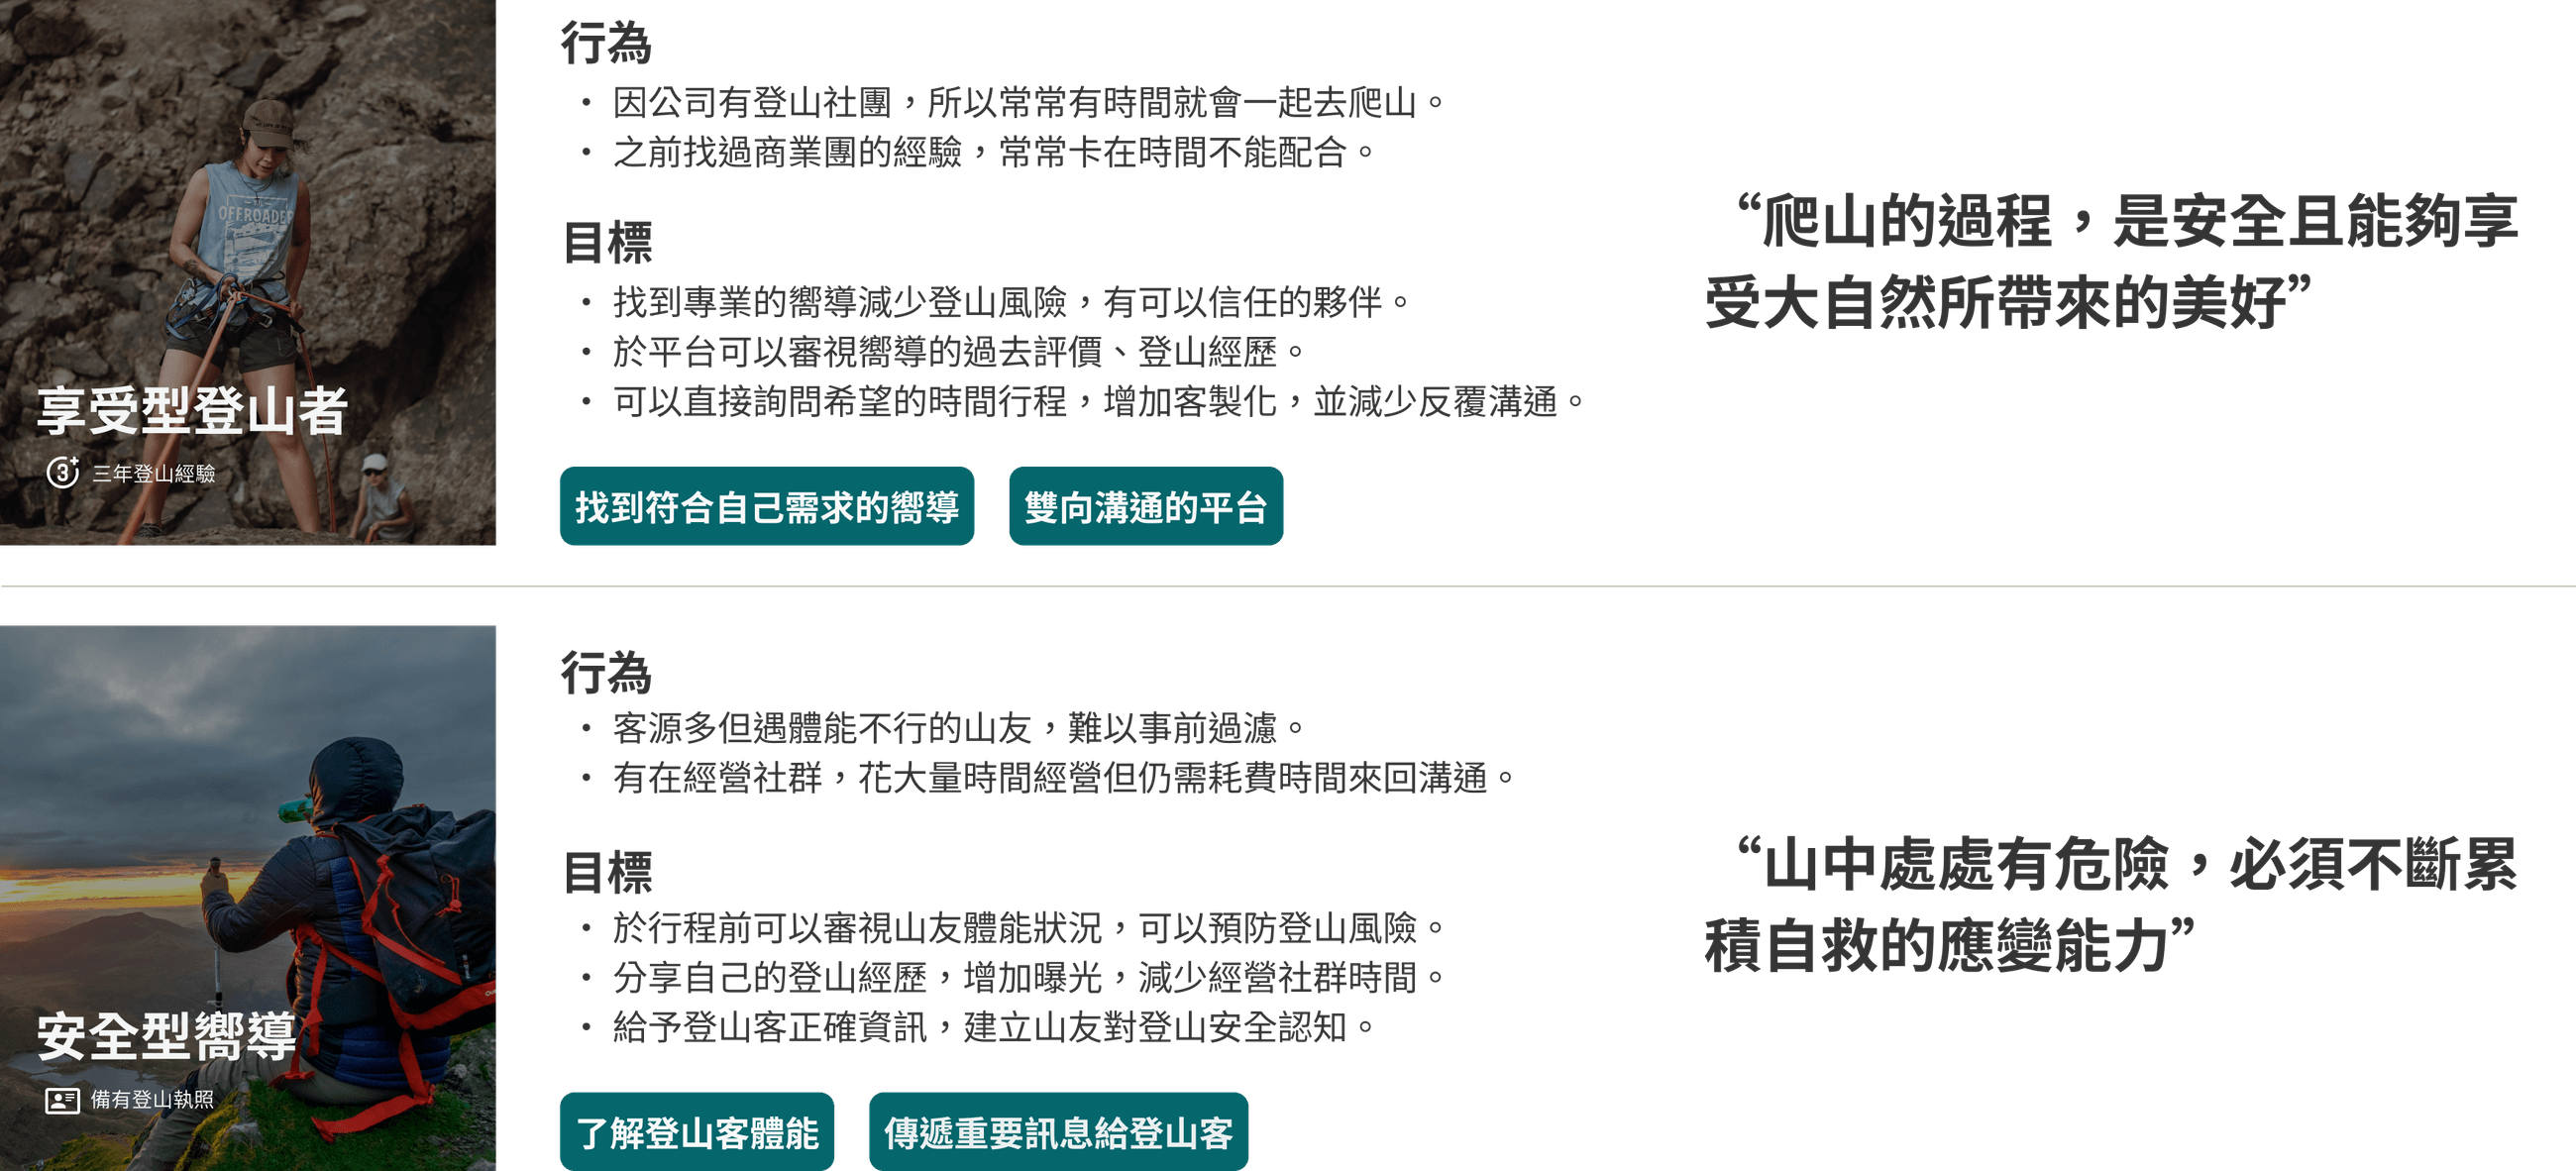 行為
• 因公司有登山社團，所以常常有時間就會一起去爬山。
• 之前找過商業團的經驗，常常卡在時間不能配合。
目標
• 找到專業的嚮導減少登山風險，有可以信任的夥伴。
• 於平台可以審視嚮導的過去評價、登山經歷。
• 可以直接詢問希望的時間行程，增加客製化，並減少反覆溝通。
找到符合自己需求的嚮導
雙向溝通的平台
“爬山的過程，是安全且能夠享
受大自然所帶來的美好”
OFFROADER
享受型登山者
3+ 三年登山經驗
行為
• 客源多但遇體能不行的山友，難以事前過濾。
• 有在經營社群，花大量時間經營但仍需耗費時間來回溝通。
目標
• 於行程前可以審視山友體能狀況，可以預防登山風險。
• 分享自己的登山經歷，增加曝光，減少經營社群時間。
• 給予登山客正確資訊，建立山友對登山安全認知。
了解登山客體能
傳遞重要訊息給登山客
“山中處處有危險，必須不斷累
積自救的應變能力”
安全型嚮導
備有登山執照